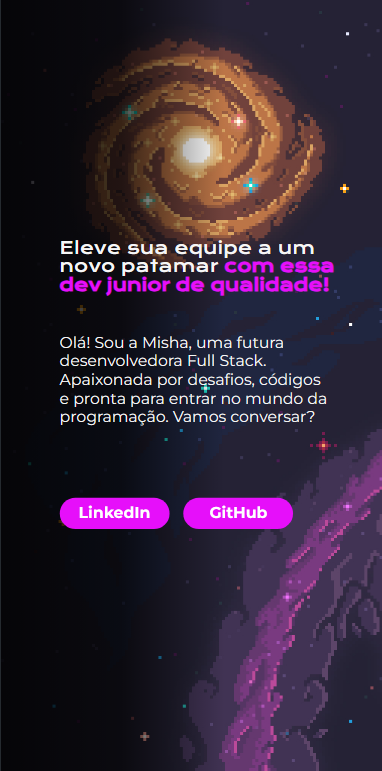 Eleve sua equipe a um
novo patamar com essa
dev junior de qualidade!
Olá! Sou a Misha, uma futura
desenvolvedora Full Stack.
Apaixonada por desafios, códigos
e pronta para entrar no mundo da
programação. Vamos conversar?
LinkedIn
GitHub